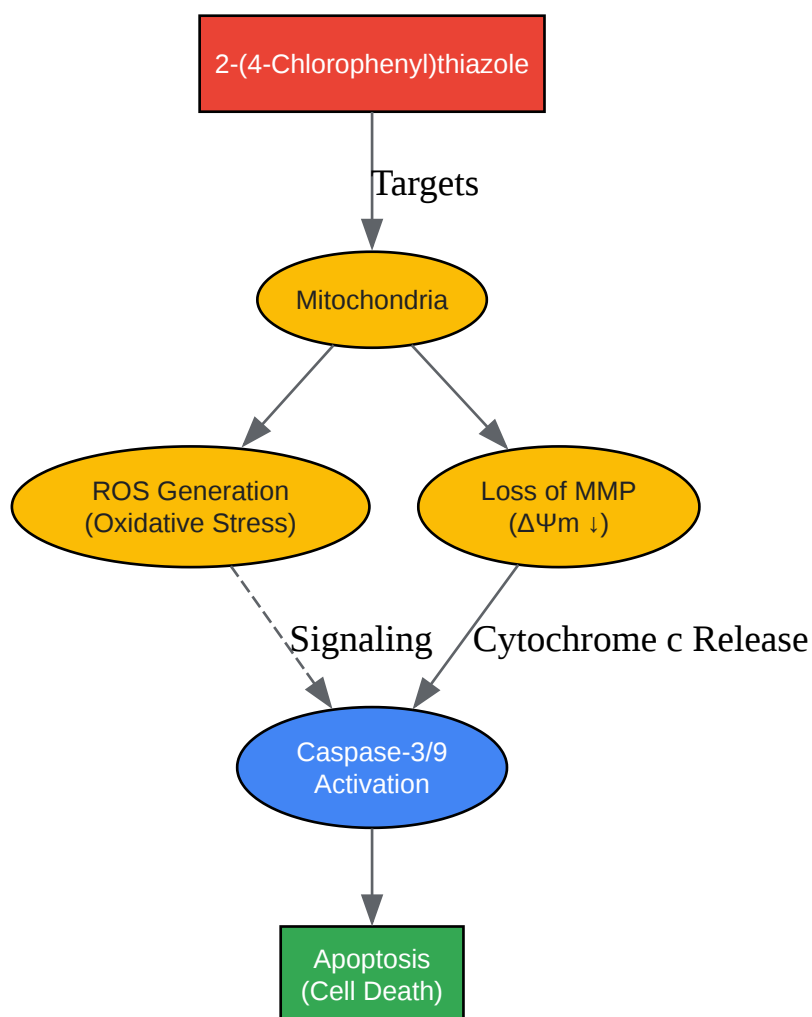 2-(4-Chlorophenyl)thiazole
Targets
Mitochondria
ROS Generation
(Oxidative Stress)
Loss of MMP
(ΔΨm ↓)
Signaling
Cytochrome c Release
Caspase-3/9
Activation
Apoptosis
(Cell Death)